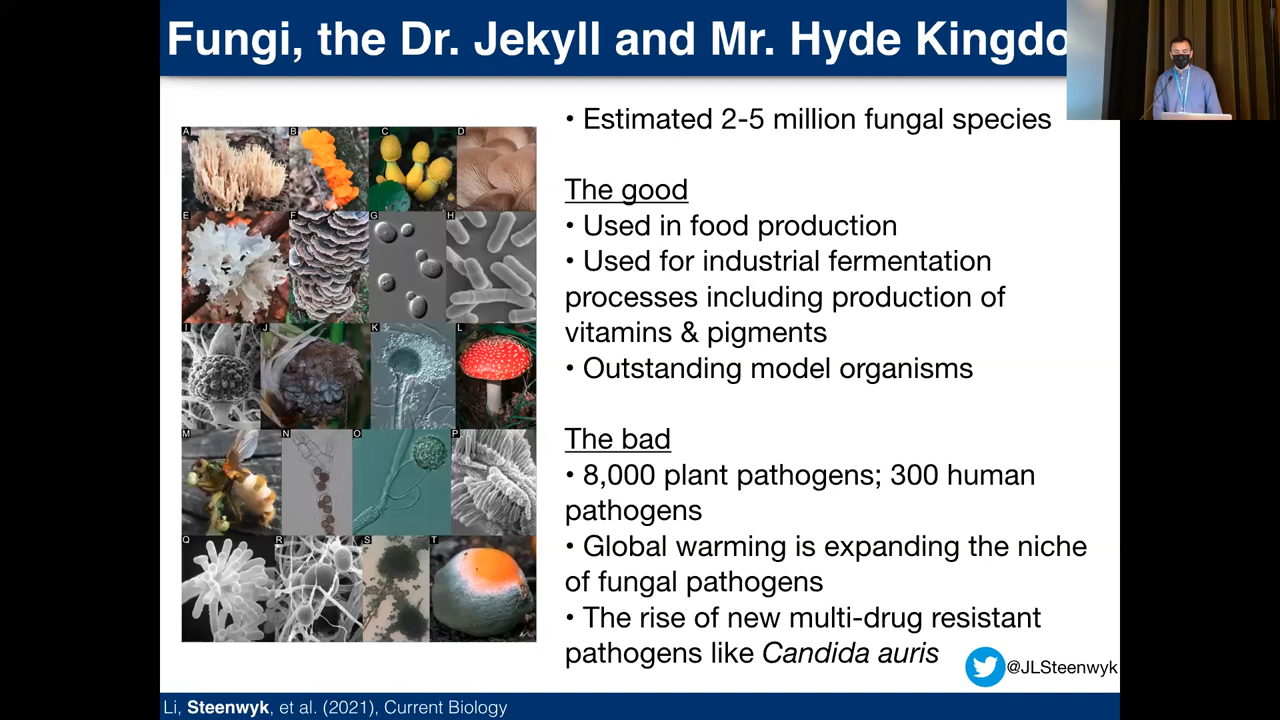 Fungi, the Dr. Jekyll and Mr. Hyde Kingdo
• Estimated 2-5 million fungal species
The good
• Used in food production
• Used for industrial fermentation
processes including production of
vitamins & pigments
• Outstanding model organisms
The bad
• 8,000 plant pathogens; 300 human
pathogens
• Global warming is expanding the niche
of fungal pathogens
• The rise of new multi-drug resistant
pathogens like Candida auris
@JLSteenwyk
A B C D
E F G H
I J K L
M N O P
Q R S T
Li, Steenwyk, et al. (2021), Current Biology